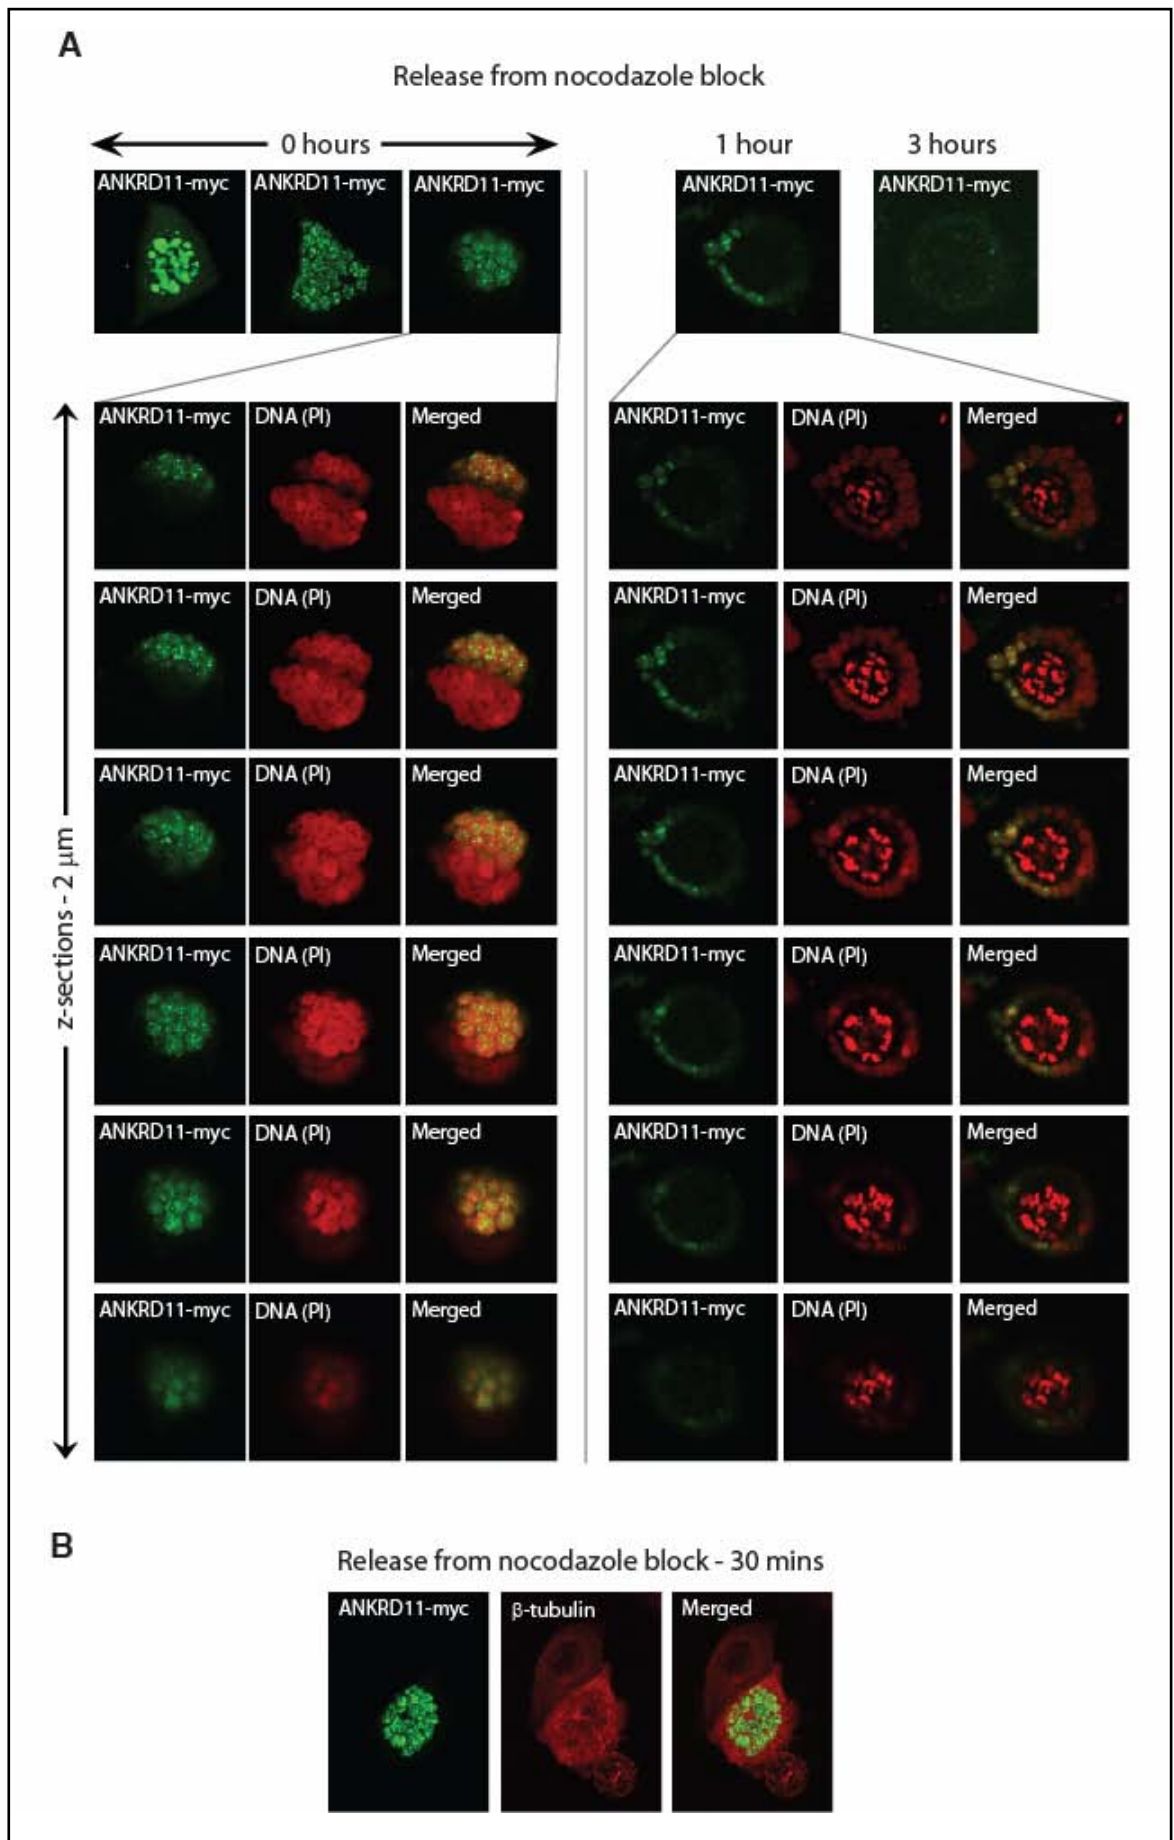 A
Release from nocodazole block
0 hours
1 hour
3 hours
ANKRD11-myc
ANKRD11-myc
ANKRD11-myc
ANKRD11-myc
ANKRD11-myc
z-sections - 2 μm
ANKRD11-myc
DNA (PI)
Merged
ANKRD11-myc
DNA (PI)
Merged
ANKRD11-myc
DNA (PI)
Merged
ANKRD11-myc
DNA (PI)
Merged
ANKRD11-myc
DNA (PI)
Merged
ANKRD11-myc
DNA (PI)
Merged
ANKRD11-myc
DNA (PI)
Merged
ANKRD11-myc
DNA (PI)
Merged
ANKRD11-myc
DNA (PI)
Merged
ANKRD11-myc
DNA (PI)
Merged
ANKRD11-myc
DNA (PI)
Merged
ANKRD11-myc
DNA (PI)
Merged
B
Release from nocodazole block - 30 mins
ANKRD11-myc
β-tubulin
Merged